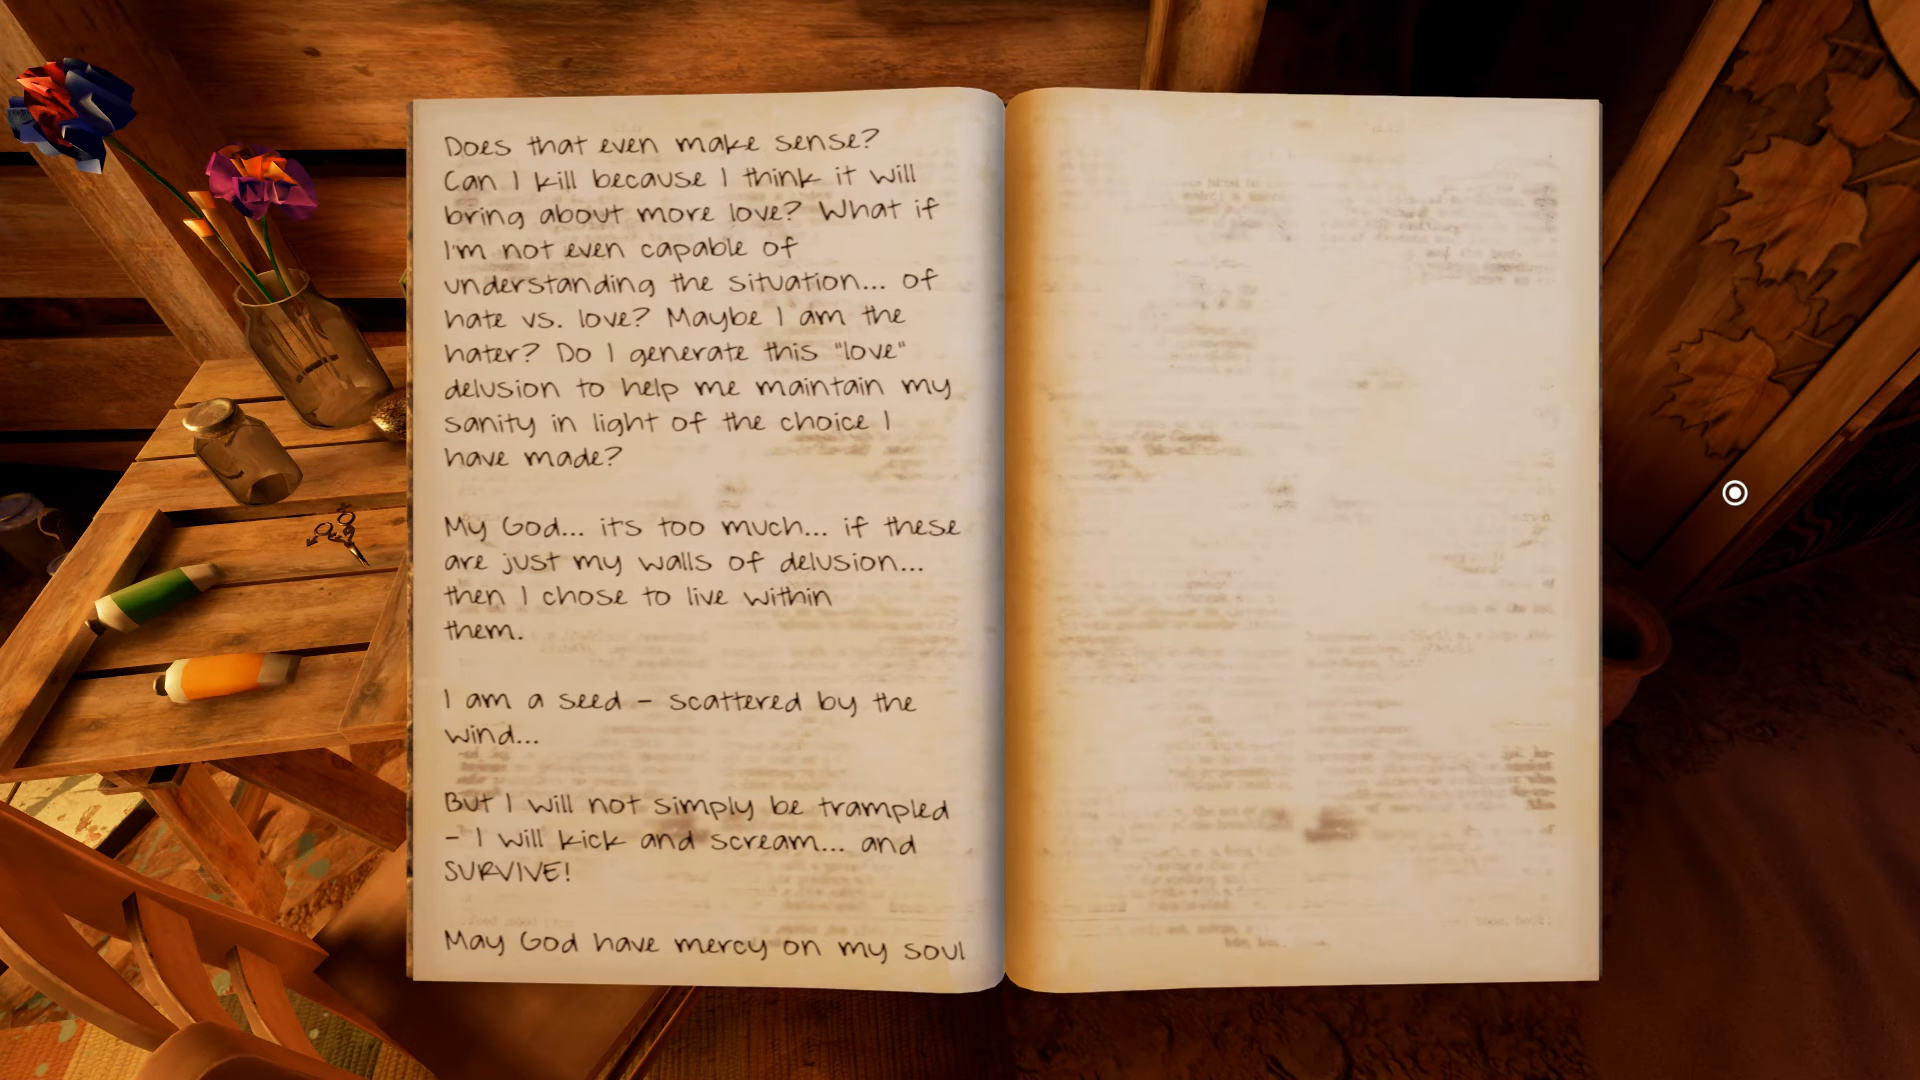 Does that even make sense?
Can I kill because I think it will
bring about more love? What if
I'm not even capable of
understanding the situation... of
hate vs. love? Maybe I am the
hater? Do I generate this "love"
delusion to help me maintain my
sanity in light of the choice I
have made?
My God... it's too much... if these
are just my walls of delusion...
then I chose to live within
them.
I am a seed - scattered by the
wind...
But I will not simply be trampled
- I will kick and scream... and
SURVIVE!
May God have mercy on my soul